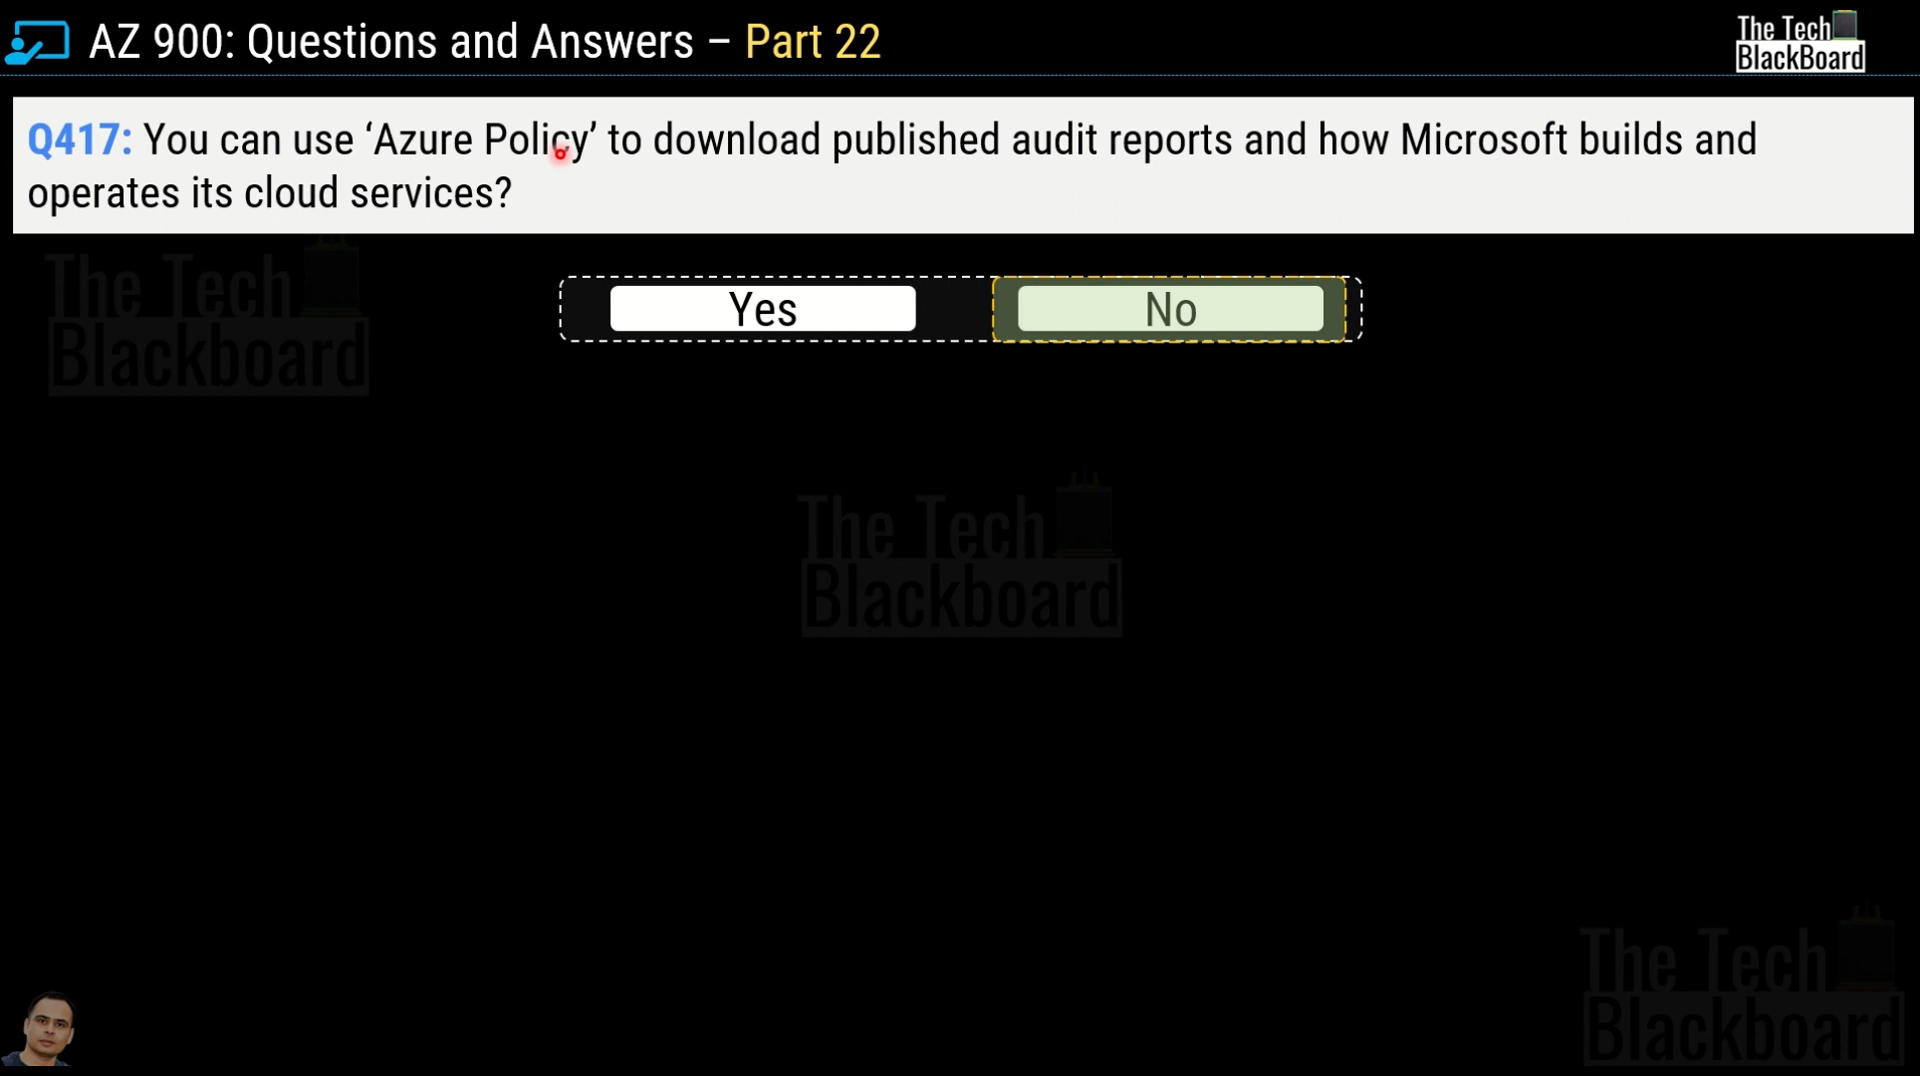 AZ 900: Questions and Answers – Part 22
The Tech
BlackBoard
Q417: You can use ‘Azure Policy’ to download published audit reports and how Microsoft builds and
operates its cloud services?
Yes No
The Tech
Blackboard
The Tech
Blackboard
The Tech
Blackboard